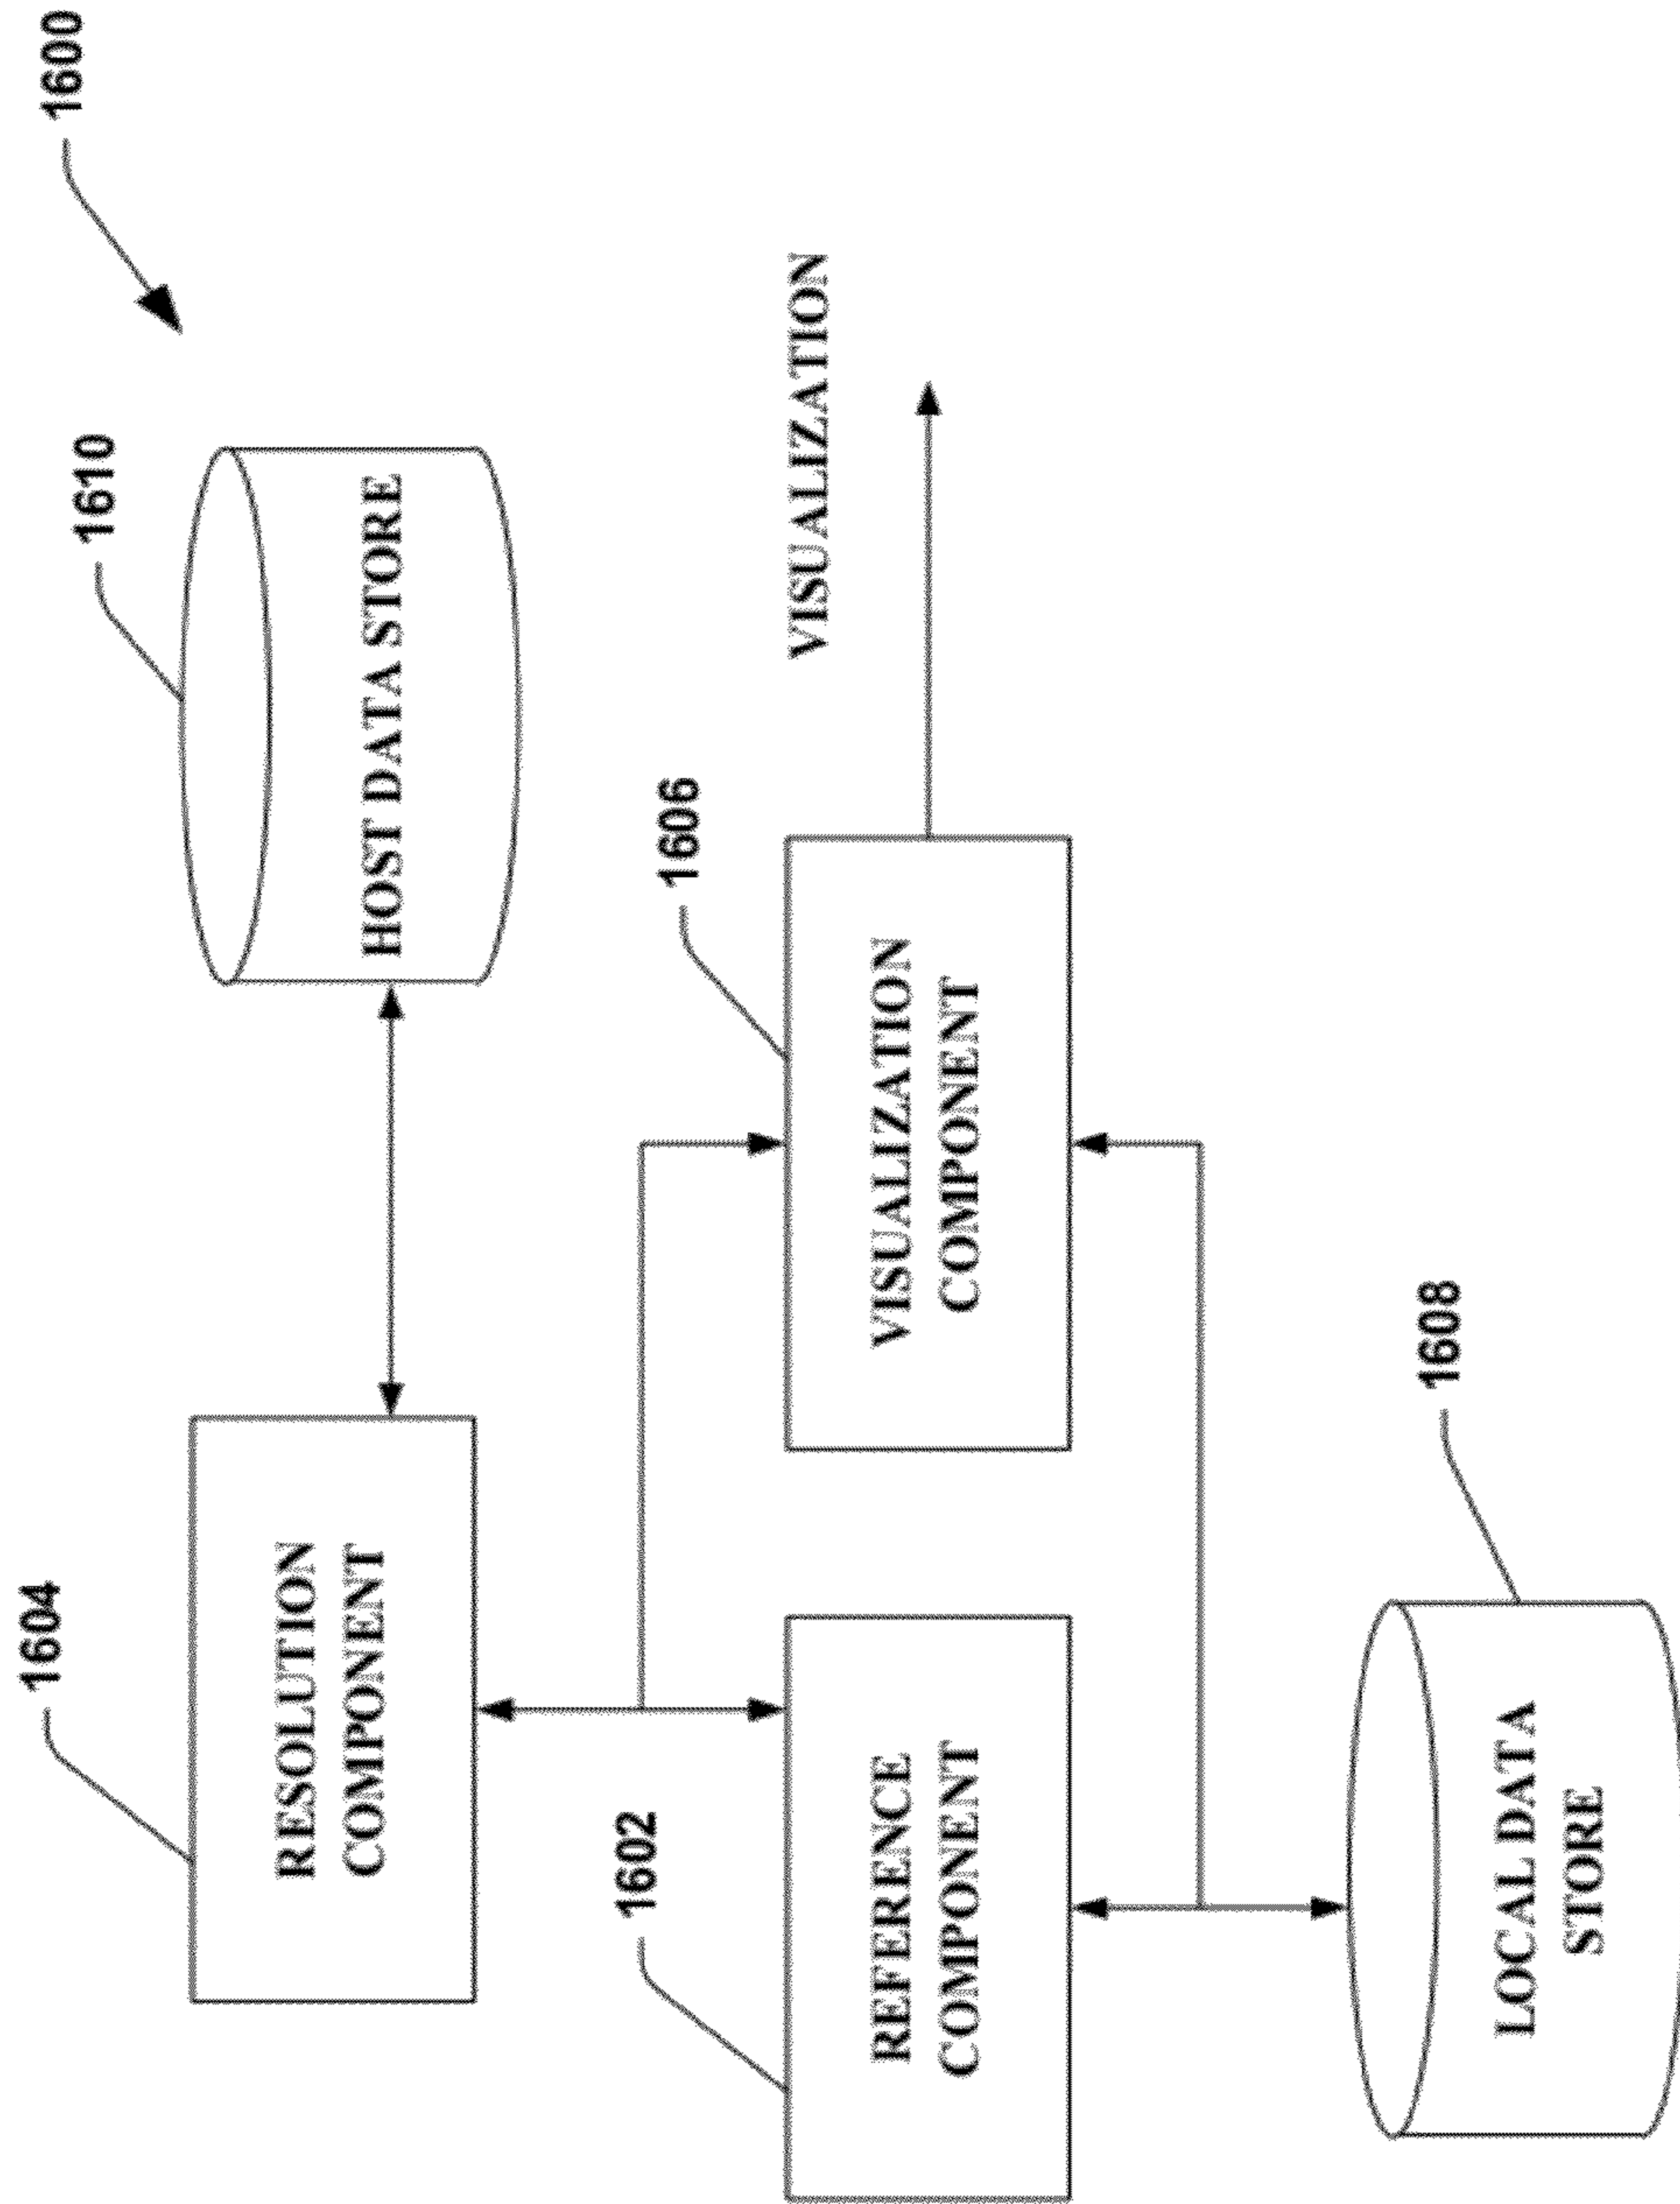 1600
1610
HOST DATA STORE
1604
RESOLUTION
COMPONENT
1606
VISUALIZATION
COMPONENT
VISUALIZATION
1602
REFERENCE
COMPONENT
1608
LOCAL DATA
STORE